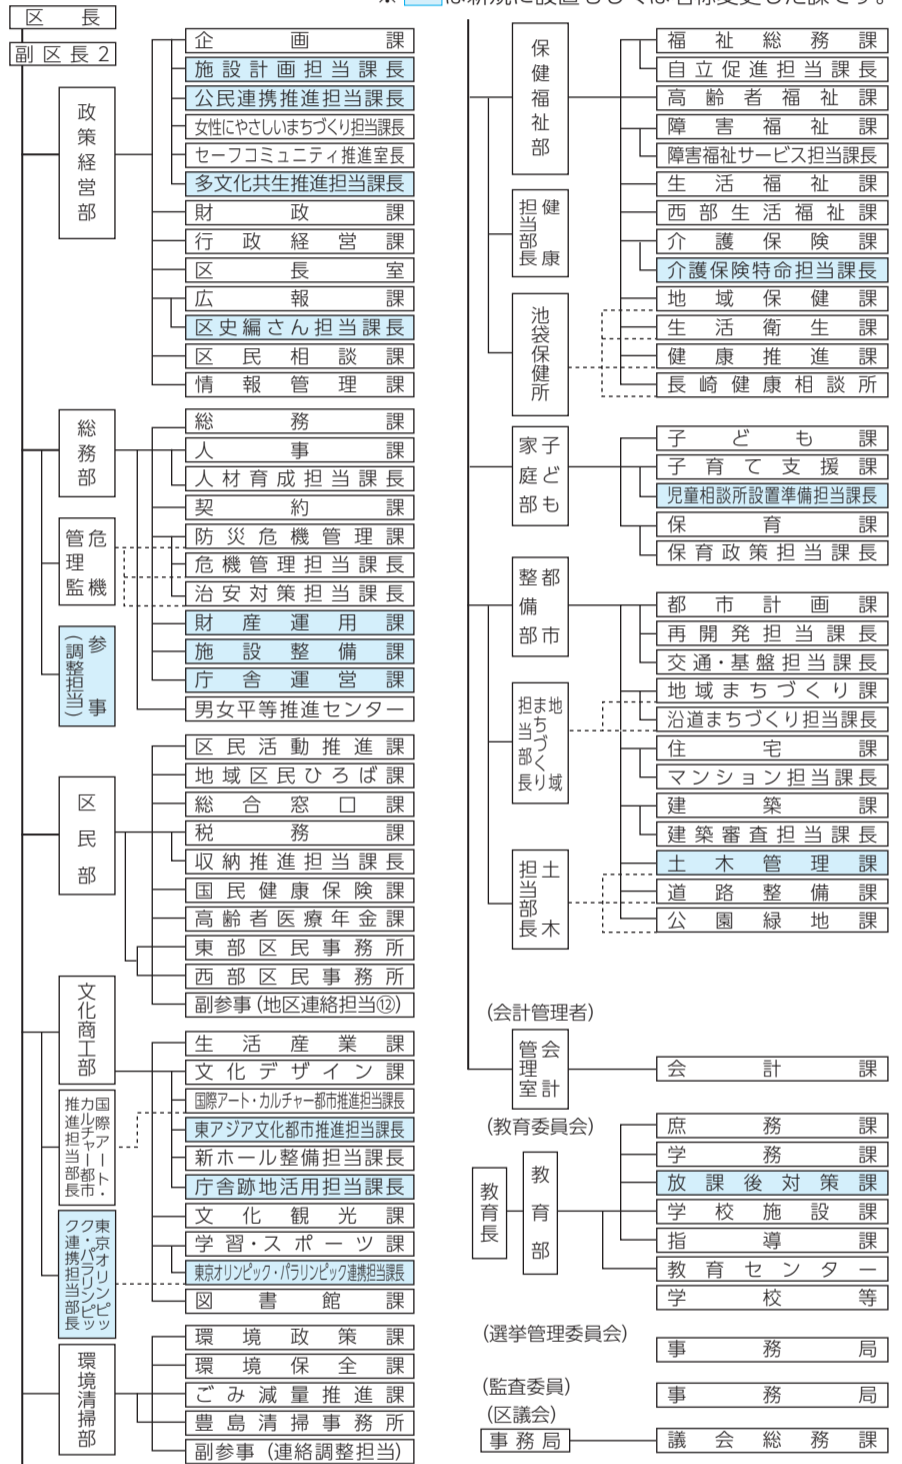 ※　　は新規に設置もしくは名称変更した課です。
区長
副区長2
政策経営部
企画課
施設計画担当課長
公民連携推進担当課長
女性にやさしいまちづくり担当課長
セーフコミュニティ推進室長
多文化共生推進担当課長
財政課
行政経営課
区長室
広報課
区史編さん担当課長
区民相談課
情報管理課
総務部
危機管理監
参事（調整担当）
総務課
人事課
人材育成担当課長
契約課
防災危機管理課
危機管理担当課長
治安対策担当課長
財産運用課
施設整備課
庁舎運営課
男女平等推進センター
区民部
区民活動推進課
地域区民ひろば課
総合窓口課
税務課
収納推進担当課長
国民健康保険課
高齢者医療年金課
東部区民事務所
西部区民事務所
副参事（地区連絡担当⑫）
文化商工部
国際アート・カルチャー都市推進担当部長
東京オリンピック・パラリンピック連携担当部長
生活産業課
文化デザイン課
国際アート・カルチャー都市推進担当課長
東アジア文化都市推進担当課長
新ホール整備担当課長
庁舎跡地活用担当課長
文化観光課
学習・スポーツ課
東京オリンピック・パラリンピック連携担当課長
図書館課
環境清掃部
環境政策課
環境保全課
ごみ減量推進課
豊島清掃事務所
副参事（連絡調整担当）
保健福祉部
健康担当部長
池袋保健所
福祉総務課
自立促進担当課長
高齢者福祉課
障害福祉課
障害福祉サービス担当課長
生活福祉課
西部生活福祉課
介護保険課
介護保険特命担当課長
地域保健課
生活衛生課
健康推進課
長崎健康相談所
子ども家庭部
子ども課
子育て支援課
児童相談所設置準備担当課長
保育課
保育政策担当課長
都市整備部
地域まちづくり担当部長
土木担当部長
都市計画課
再開発担当課長
交通・基盤担当課長
地域まちづくり課
沿道まちづくり担当課長
住宅課
マンション担当課長
建築課
建築審査担当課長
土木管理課
道路整備課
公園緑地課
（会計管理者）
会計管理室
会計課
（教育委員会）
教育長
教育部
庶務課
学務課
放課後対策課
学校施設課
指導課
教育センター
学校等
（選挙管理委員会）
事務局
（監査委員）
事務局
（区議会）
事務局
議会総務課